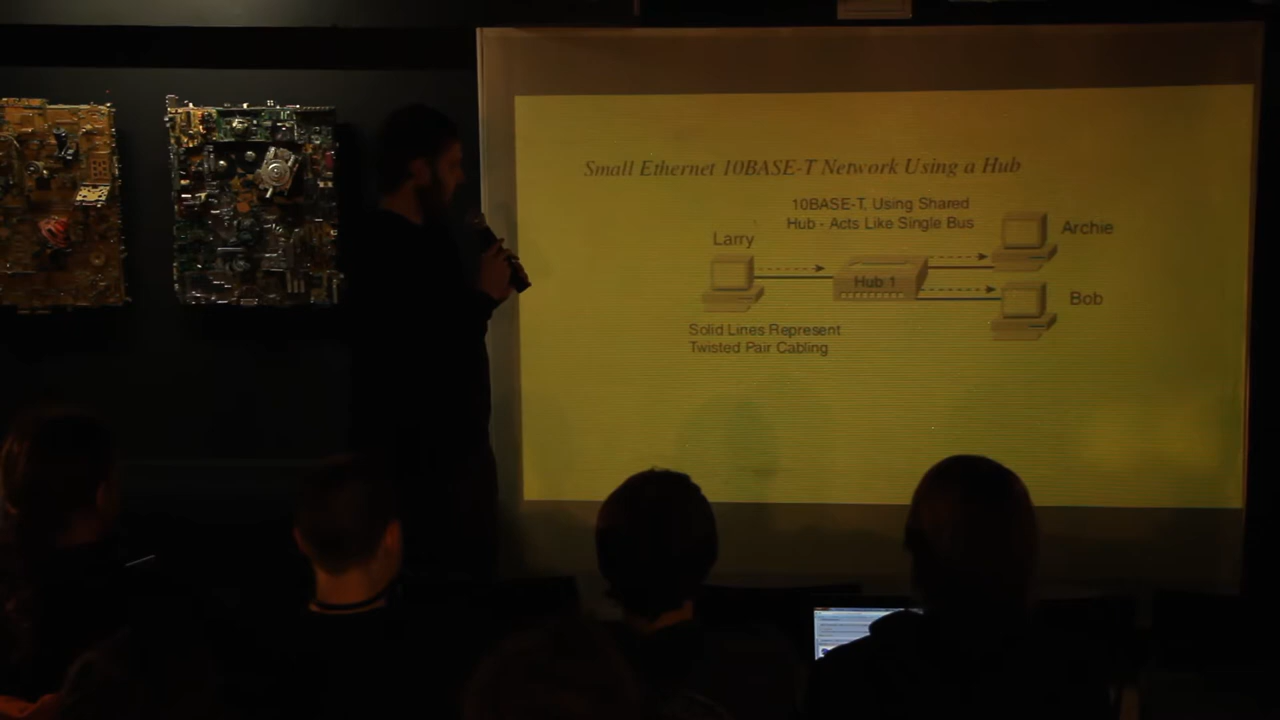 Small Ethernet 10BASE-T Network Using a Hub
10BASE-T, Using Shared
Hub - Acts Like Single Bus
Larry
Archie
Hub 1
Bob
Solid Lines Represent
Twisted Pair Cabling